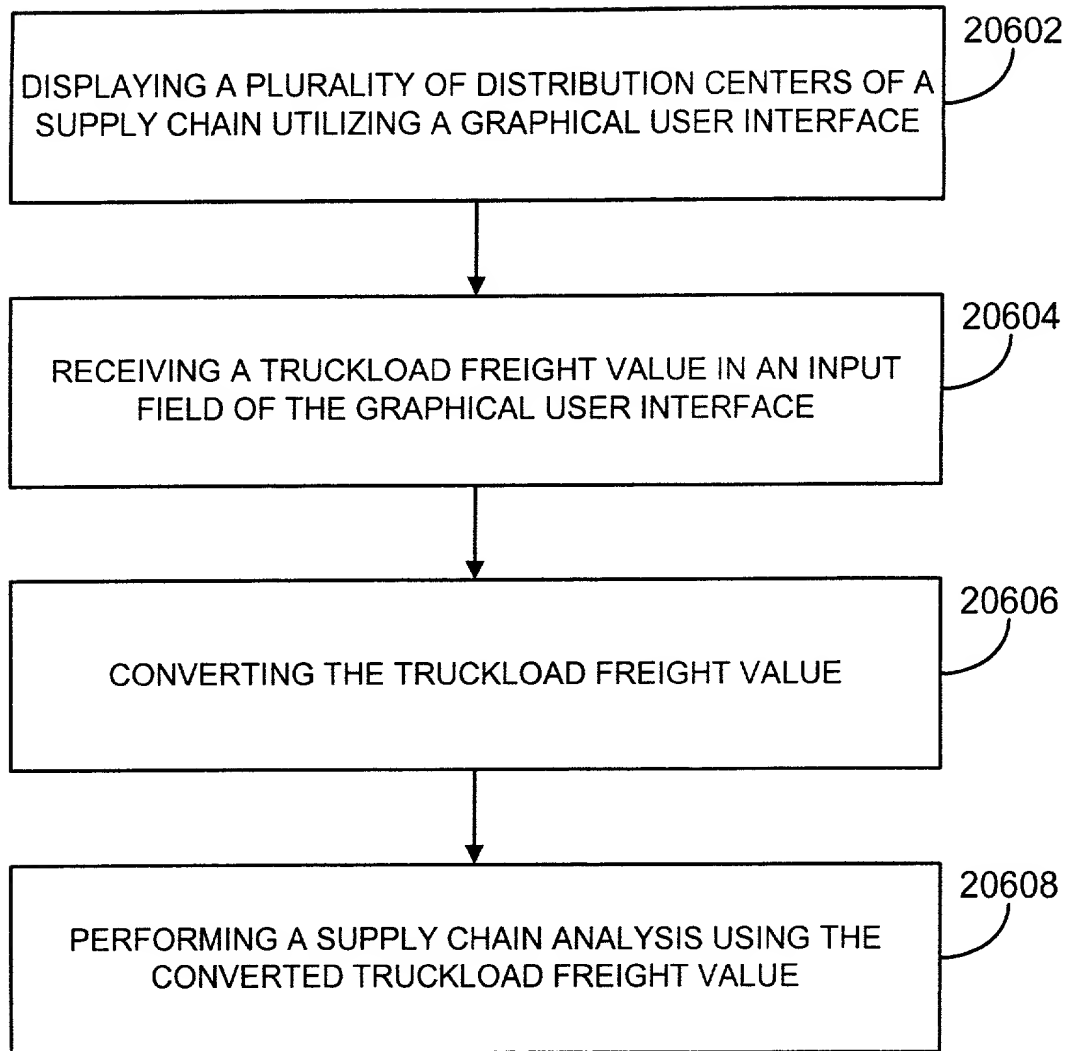 20602
DISPLAYING A PLURALITY OF DISTRIBUTION CENTERS OF A
SUPPLY CHAIN UTILIZING A GRAPHICAL USER INTERFACE
20604
RECEIVING A TRUCKLOAD FREIGHT VALUE IN AN INPUT
FIELD OF THE GRAPHICAL USER INTERFACE
20606
CONVERTING THE TRUCKLOAD FREIGHT VALUE
20608
PERFORMING A SUPPLY CHAIN ANALYSIS USING THE
CONVERTED TRUCKLOAD FREIGHT VALUE